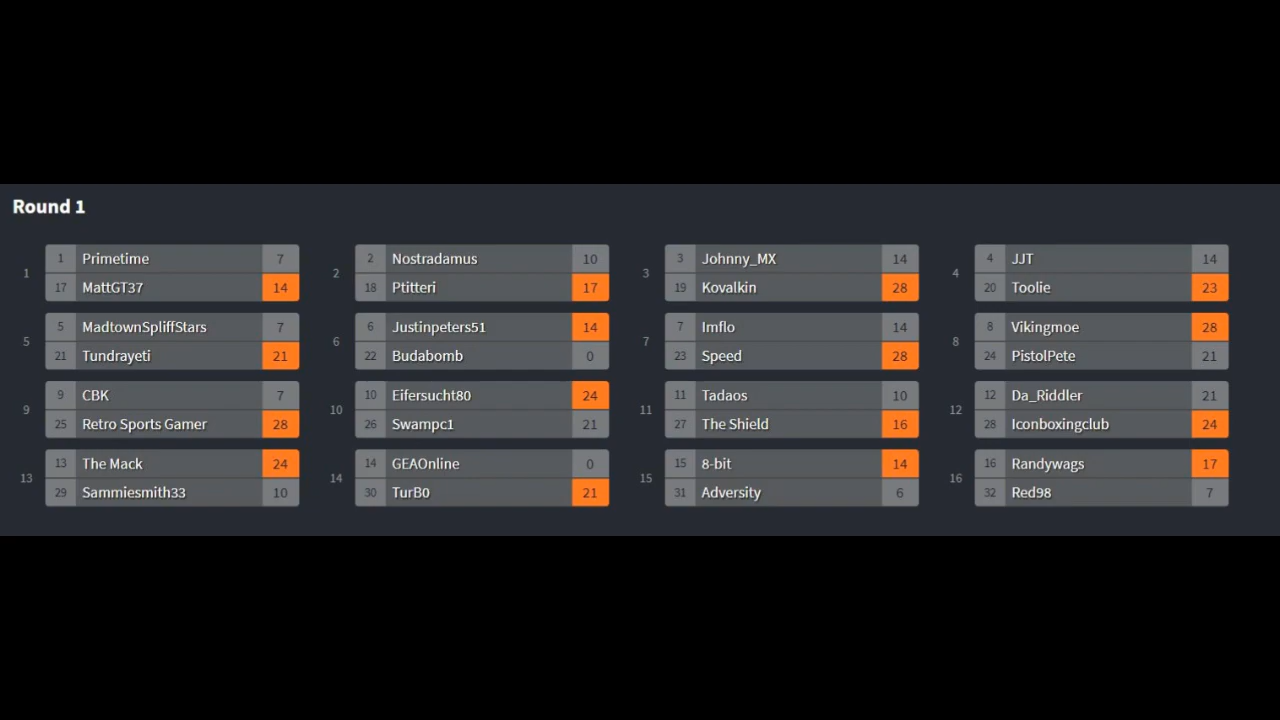 Round 1
1
1 Primetime 7
17 MattGT37 14
2
2 Nostradamus 10
18 Ptitteri 17
3
3 Johnny_MX 14
19 Kovalkin 28
4
4 JJT 14
20 Toolie 23
5
5 MadtownSpliffStars 7
21 Tundrayeti 21
6
6 Justinpeters51 14
22 Budabomb 0
7
7 Imflo 14
23 Speed 28
8
8 Vikingmoe 28
24 PistolPete 21
9
9 CBK 7
25 Retro Sports Gamer 28
10
10 Eifersucht80 24
26 Swampc1 21
11
11 Tadaos 10
27 The Shield 16
12
12 Da_Riddler 21
28 Iconboxingclub 24
13
13 The Mack 24
29 Sammiesmith33 10
14
14 GEAOnline 0
30 TurB0 21
15
15 8-bit 14
31 Adversity 6
16
16 Randywags 17
32 Red98 7